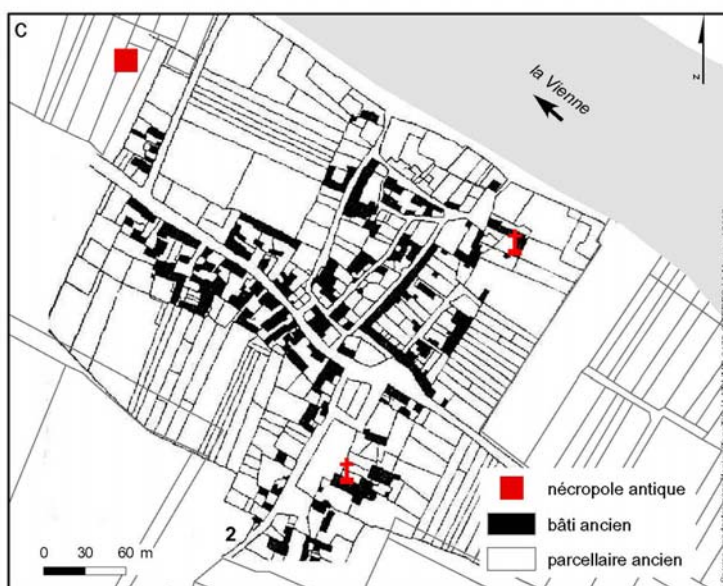 C
N
la Vienne
2
nécropole antique
bâti ancien
parcellaire ancien
0 30 60 m